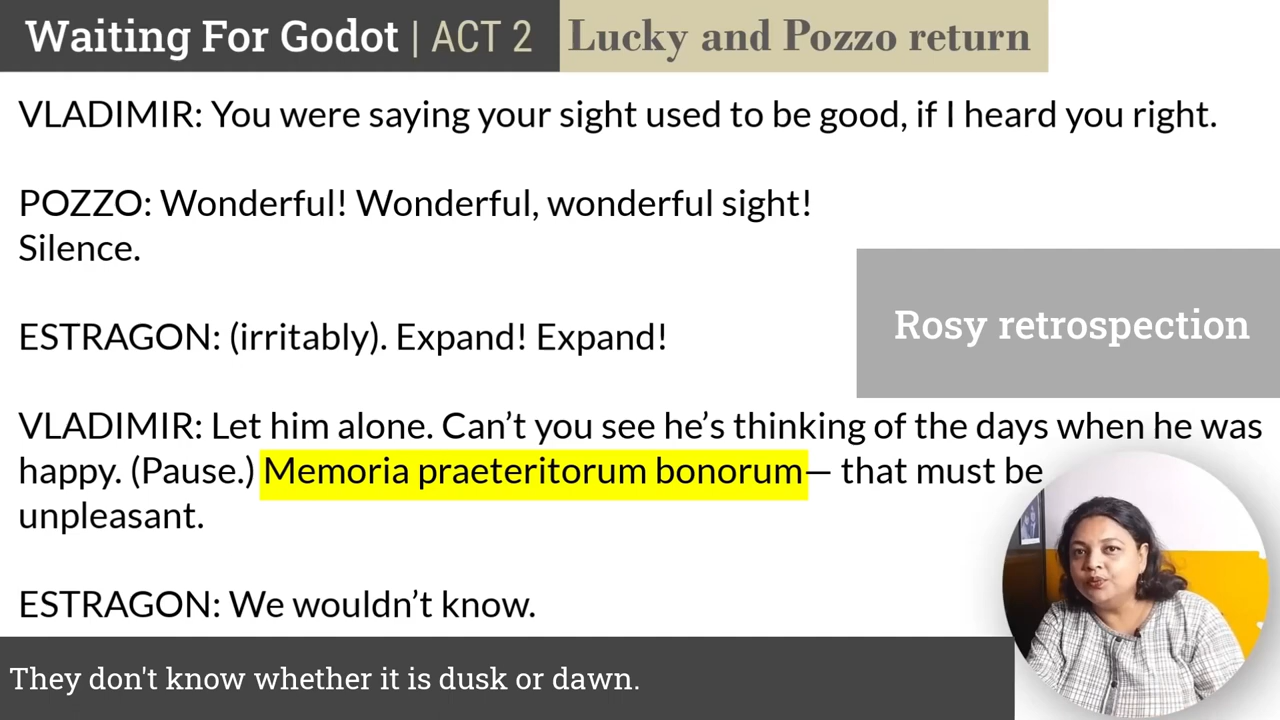 Waiting For Godot | ACT 2 Lucky and Pozzo return
VLADIMIR: You were saying your sight used to be good, if I heard you right.
POZZO: Wonderful! Wonderful, wonderful sight!
Silence.
Rosy retrospection
ESTRAGON: (irritably). Expand! Expand!
VLADIMIR: Let him alone. Can’t you see he’s thinking of the days when he was
happy. (Pause.) Memoria praeteritorum bonorum— that must be
unpleasant.
ESTRAGON: We wouldn’t know.
They don't know whether it is dusk or dawn.